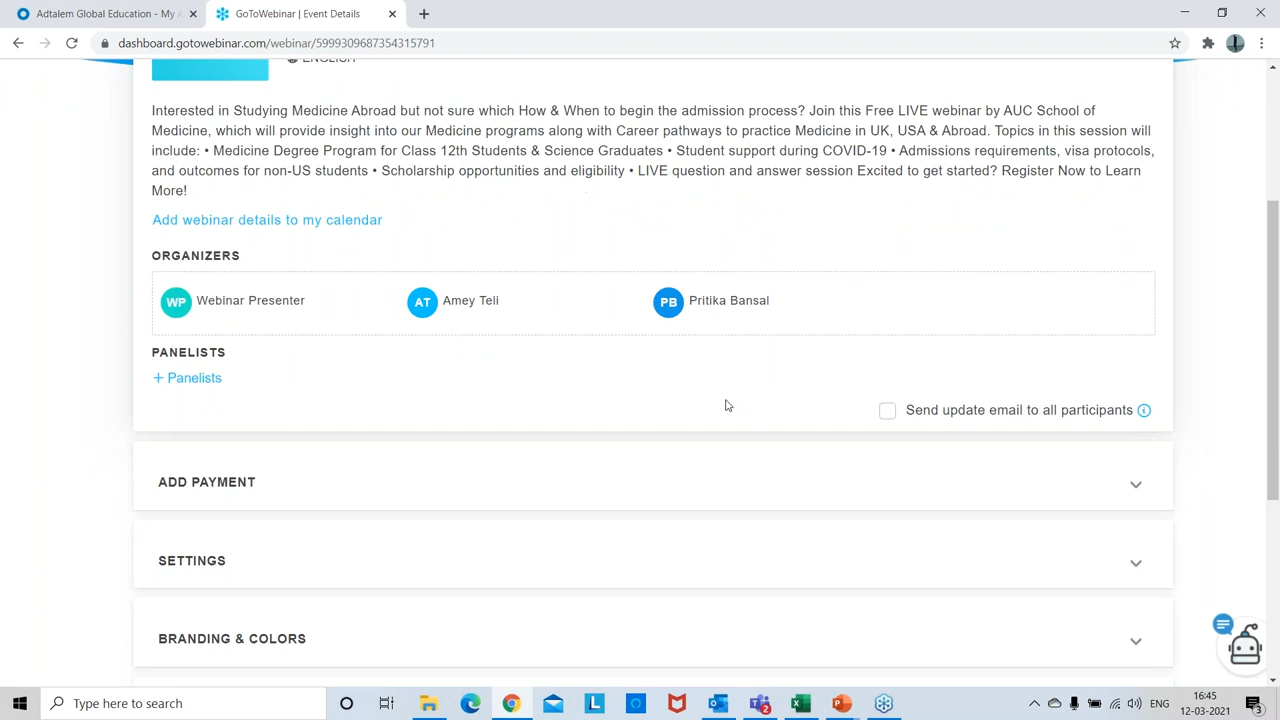 Adtalem Global Education - My A
GoToWebinar | Event Details
dashboard.gotowebinar.com/webinar/5999309687354315791
ENGLISH
Interested in Studying Medicine Abroad but not sure which How & When to begin the admission process? Join this Free LIVE webinar by AUC School of
Medicine, which will provide insight into our Medicine programs along with Career pathways to practice Medicine in UK, USA & Abroad. Topics in this session will
include: • Medicine Degree Program for Class 12th Students & Science Graduates • Student support during COVID-19 • Admissions requirements, visa protocols,
and outcomes for non-US students • Scholarship opportunities and eligibility • LIVE question and answer session Excited to get started? Register Now to Learn
More!
Add webinar details to my calendar
ORGANIZERS
WP Webinar Presenter AT Amey Teli PB Pritika Bansal
PANELISTS
+ Panelists
Send update email to all participants
ADD PAYMENT
SETTINGS
BRANDING & COLORS
Type here to search
ENG
16:45
12-03-2021